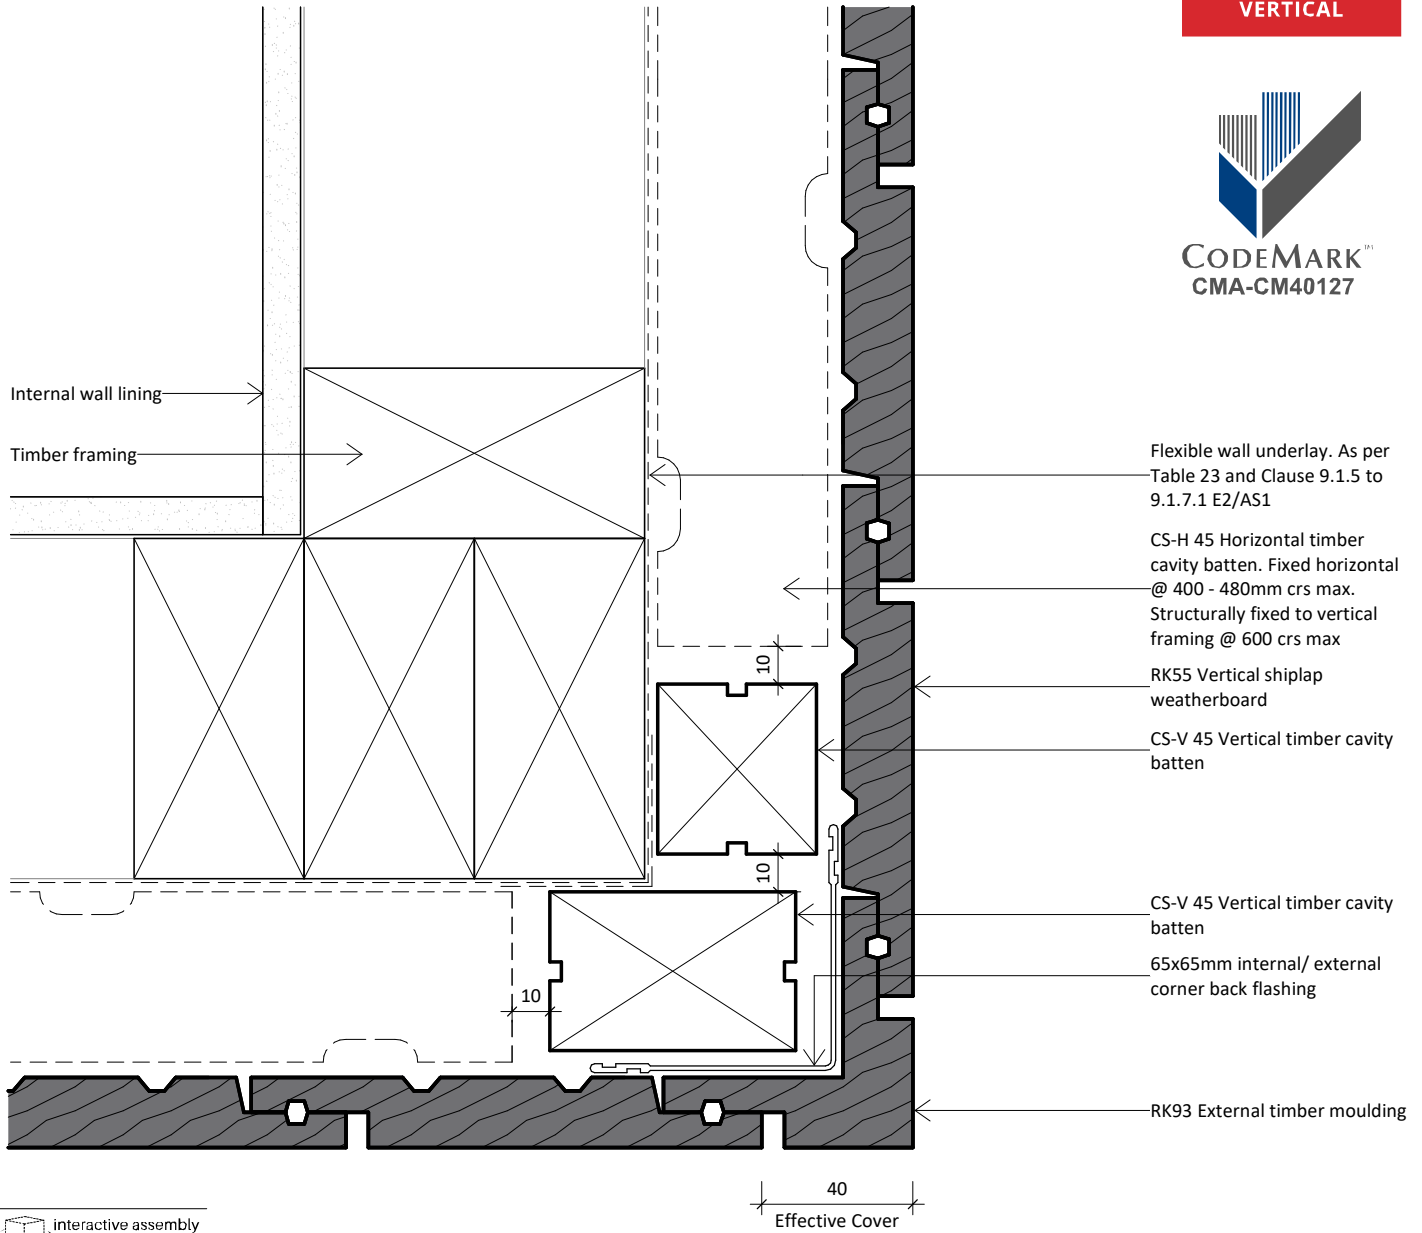 VERTICAL
CODEMARK™
CMA-CM40127
Internal wall lining
Timber framing
Flexible wall underlay. As per
Table 23 and Clause 9.1.5 to
9.1.7.1 E2/AS1
CS-H 45 Horizontal timber
cavity batten. Fixed horizontal
@ 400 - 480mm crs max.
Structurally fixed to vertical
framing @ 600 crs max
10
RK55 Vertical shiplap
weatherboard
CS-V 45 Vertical timber cavity
batten
10
CS-V 45 Vertical timber cavity
batten
65x65mm internal/ external
corner back flashing
10
RK93 External timber moulding
40
Effective Cover
interactive assembly